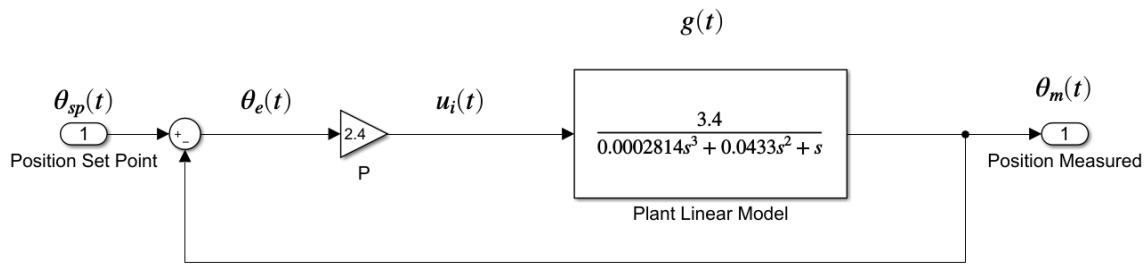 g(t)
θsp(t)
θe(t)
ui(t)
θm(t)
1
+
−
2.4
3.4
0.0002814s³ + 0.0433s² + s
1
Position Set Point
P
Plant Linear Model
Position Measured